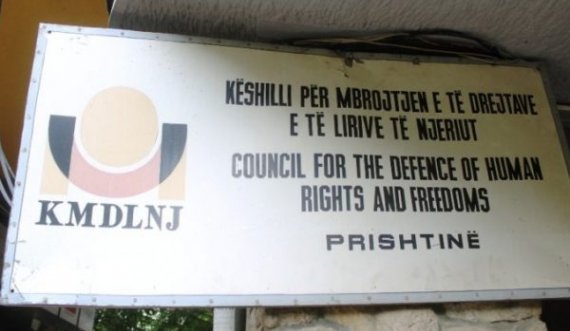 KËSHILLI PËR MBROJTJEN E TË DREJTAVE
E TË LIRIVE TË NJERIUT
COUNCIL FOR THE DEFENCE OF HUMAN
RIGHTS AND FREEDOMS
PRISHTINË
KMDLNJ